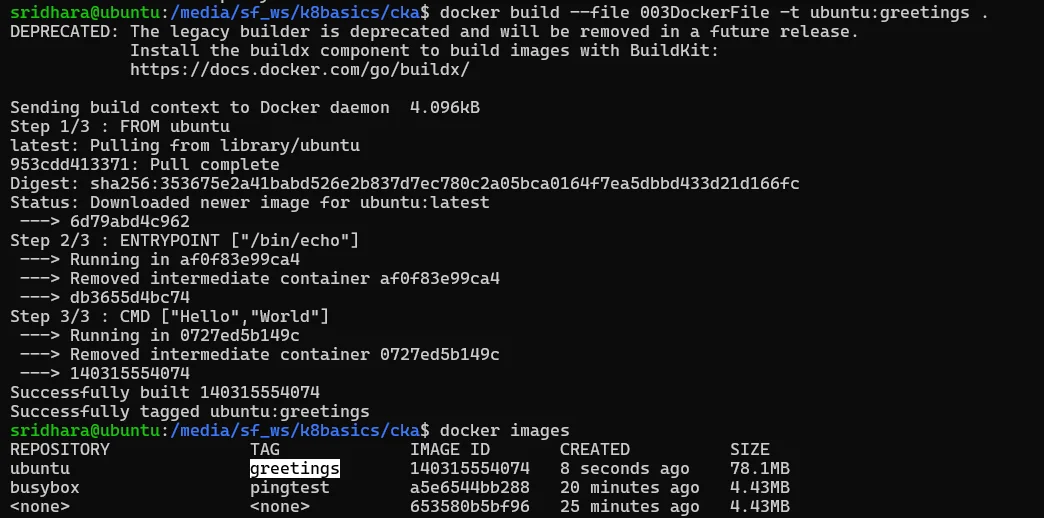 sridhara@ubuntu:/media/sf_ws/k8basics/cka$ docker build --file 003DockerFile -t ubuntu:greetings .
DEPRECATED: The legacy builder is deprecated and will be removed in a future release.
            Install the buildx component to build images with BuildKit:
            https://docs.docker.com/go/buildx/

Sending build context to Docker daemon  4.096kB
Step 1/3 : FROM ubuntu
latest: Pulling from library/ubuntu
953cdd413371: Pull complete
Digest: sha256:353675e2a41babd526e2b837d7ec780c2a05bca0164f7ea5dbbd433d21d166fc
Status: Downloaded newer image for ubuntu:latest
 ---> 6d79abd4c962
Step 2/3 : ENTRYPOINT ["/bin/echo"]
 ---> Running in af0f83e99ca4
 ---> Removed intermediate container af0f83e99ca4
 ---> db3655d4bc74
Step 3/3 : CMD ["Hello","World"]
 ---> Running in 0727ed5b149c
 ---> Removed intermediate container 0727ed5b149c
 ---> 140315554074
Successfully built 140315554074
Successfully tagged ubuntu:greetings
sridhara@ubuntu:/media/sf_ws/k8basics/cka$ docker images
REPOSITORY              TAG             IMAGE ID       CREATED          SIZE
ubuntu                  greetings       140315554074   8 seconds ago    78.1MB
busybox                 pingtest        a5e6544bb288   20 minutes ago   4.43MB
<none>                  <none>          653580b5bf96   25 minutes ago   4.43MB